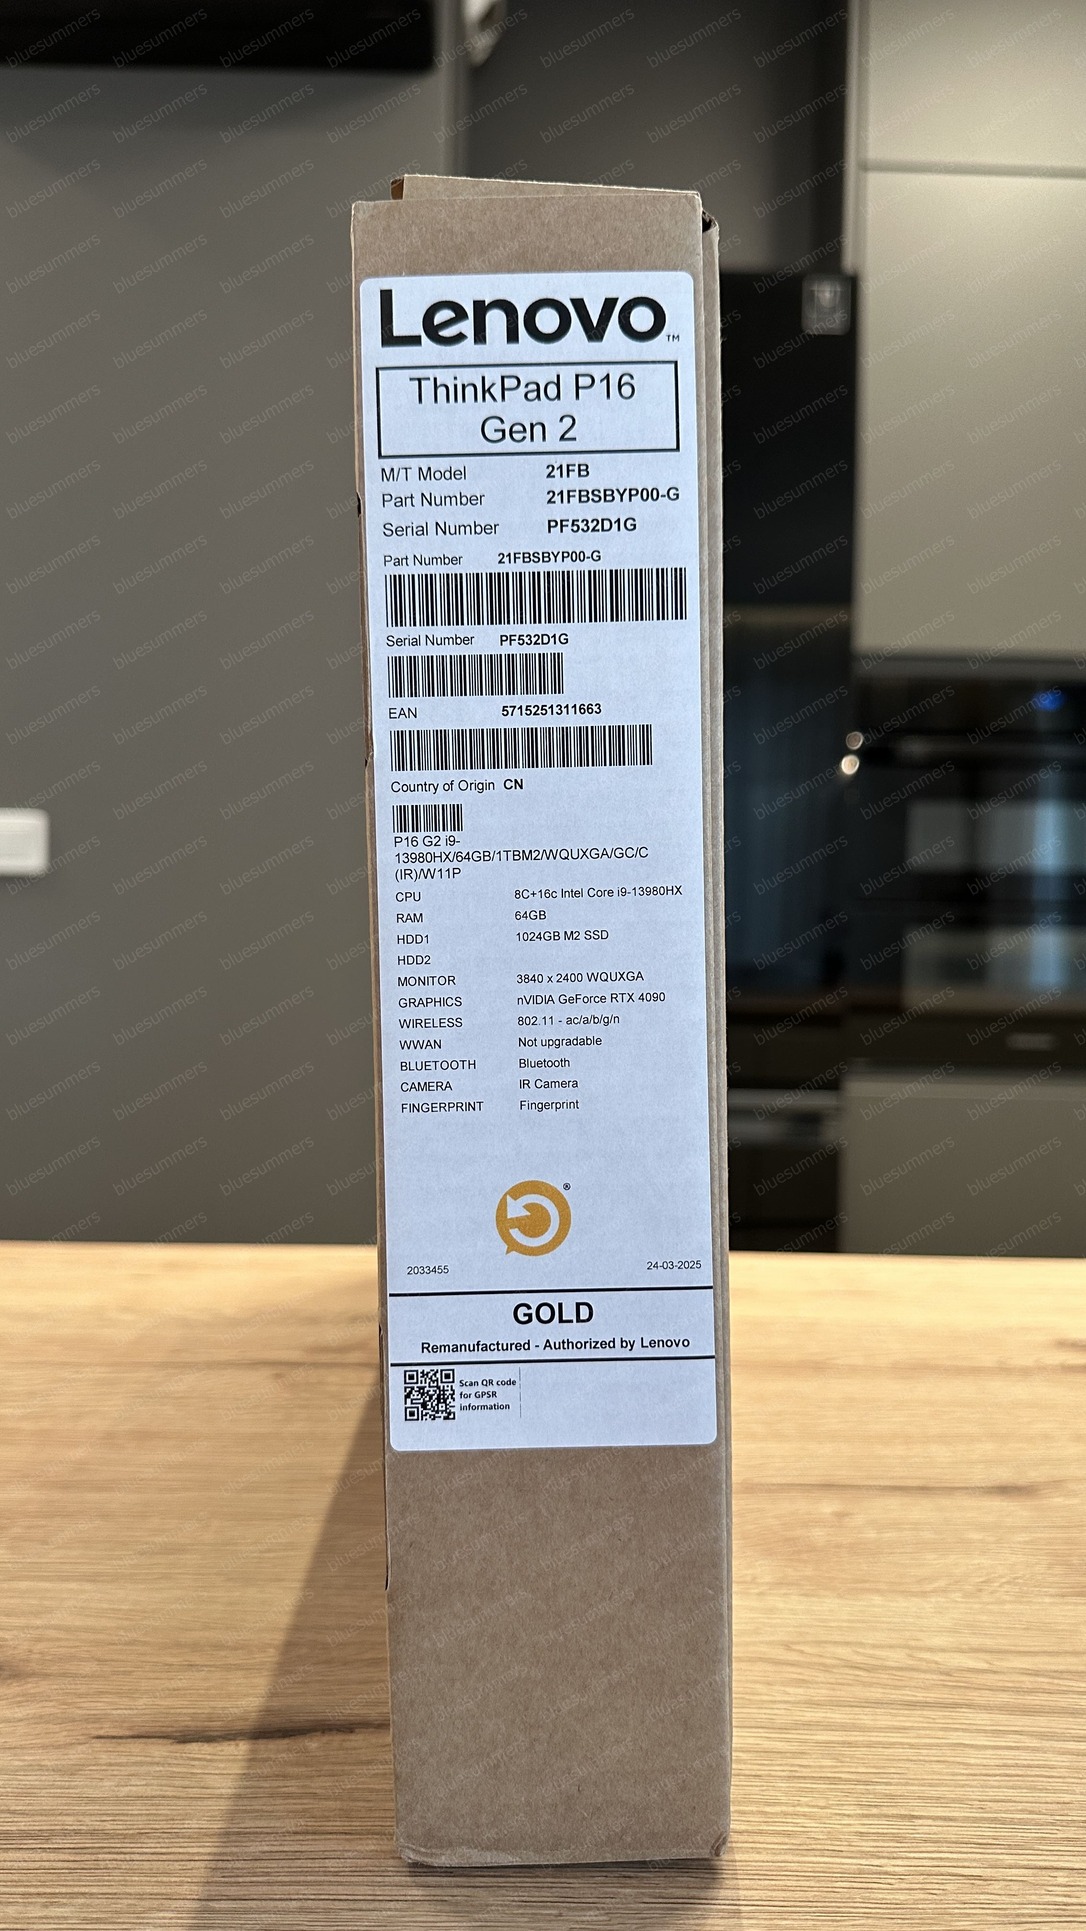 Lenovo™
ThinkPad P16
Gen 2
M/T Model 21FB
Part Number 21FBSBYP00-G
Serial Number PF532D1G
Part Number 21FBSBYP00-G
Serial Number PF532D1G
EAN 5715251311663
Country of Origin CN
P16 G2 i9-
13980HX/64GB/1TBM2/WQUXGA/GC/C
(IR)/W11P
CPU 8C+16c Intel Core i9-13980HX
RAM 64GB
HDD1 1024GB M2 SSD
HDD2
MONITOR 3840 x 2400 WQUXGA
GRAPHICS nVIDIA GeForce RTX 4090
WIRELESS 802.11 - ac/a/b/g/n
WWAN Not upgradable
BLUETOOTH Bluetooth
CAMERA IR Camera
FINGERPRINT Fingerprint
®
2033455 24-03-2025
GOLD
Remanufactured - Authorized by Lenovo
Scan QR code
for GPSR
information
bluesummers